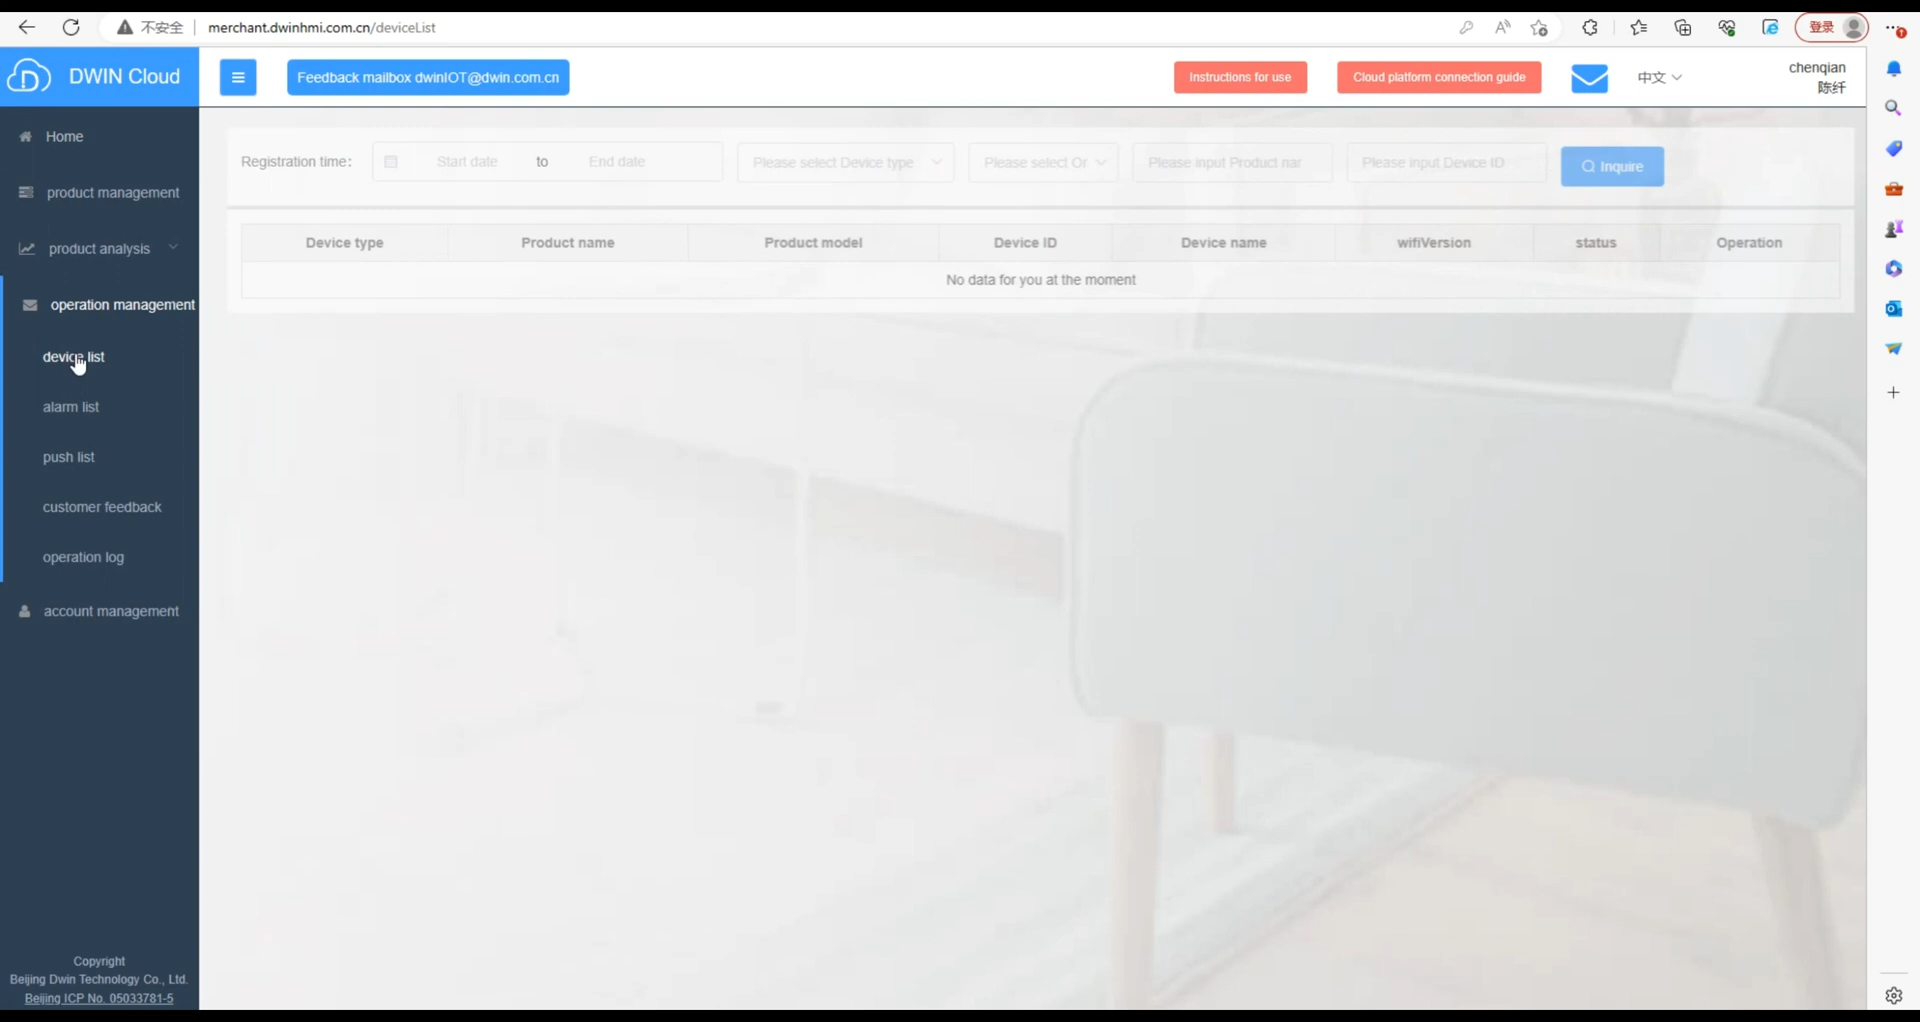 不安全 merchant.dwinhmi.com.cn/deviceList
登录
DWIN Cloud
Feedback mailbox dwinIOT@dwin.com.cn
Instructions for use
Cloud platform connection guide
中文
chenqian
陈纤
Home
product management
product analysis
operation management
device list
alarm list
push list
customer feedback
operation log
account management
Registration time: Start date to End date Please select Device type Please select Or Please input Product nar Please input Device ID Inquire
Device type Product name Product model Device ID Device name wifiVersion status Operation
No data for you at the moment
Copyright
Beijing Dwin Technology Co., Ltd.
Beijing ICP No. 05033781-5